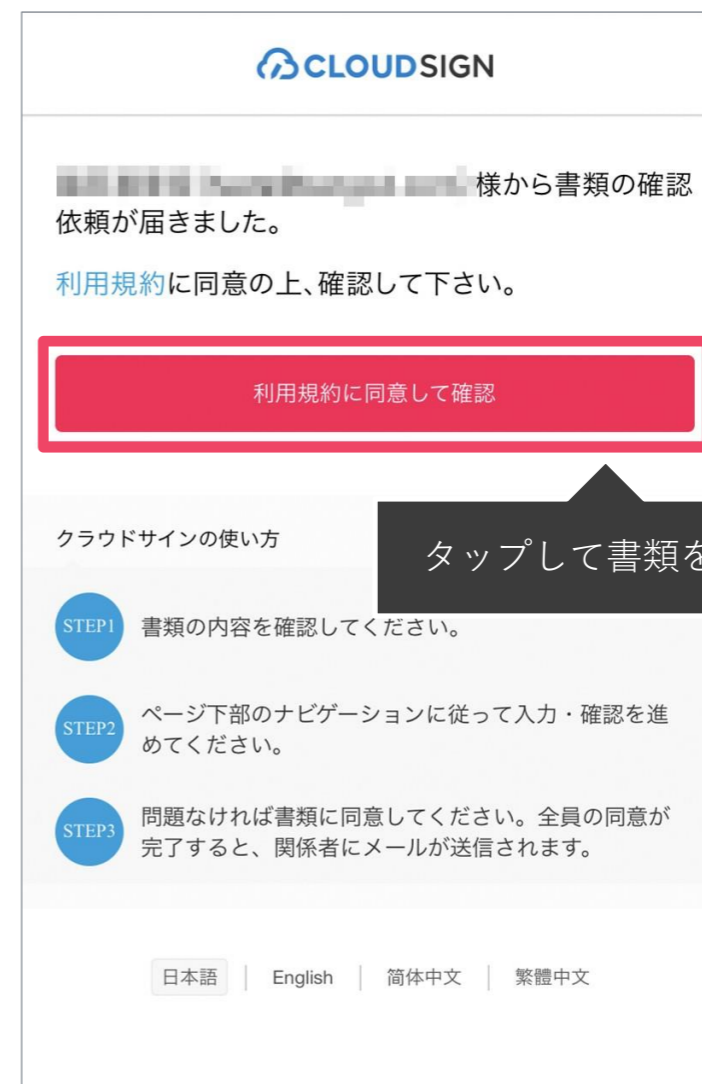 CLOUDSIGN
様から書類の確認
依頼が届きました。
利用規約に同意の上、確認して下さい。
利用規約に同意して確認
タップして書類を
クラウドサインの使い方
STEP1 書類の内容を確認してください。
STEP2 ページ下部のナビゲーションに従って入力・確認を進
めてください。
STEP3 問題なければ書類に同意してください。全員の同意が
完了すると、関係者にメールが送信されます。
日本語 | English | 简体中文 | 繁體中文